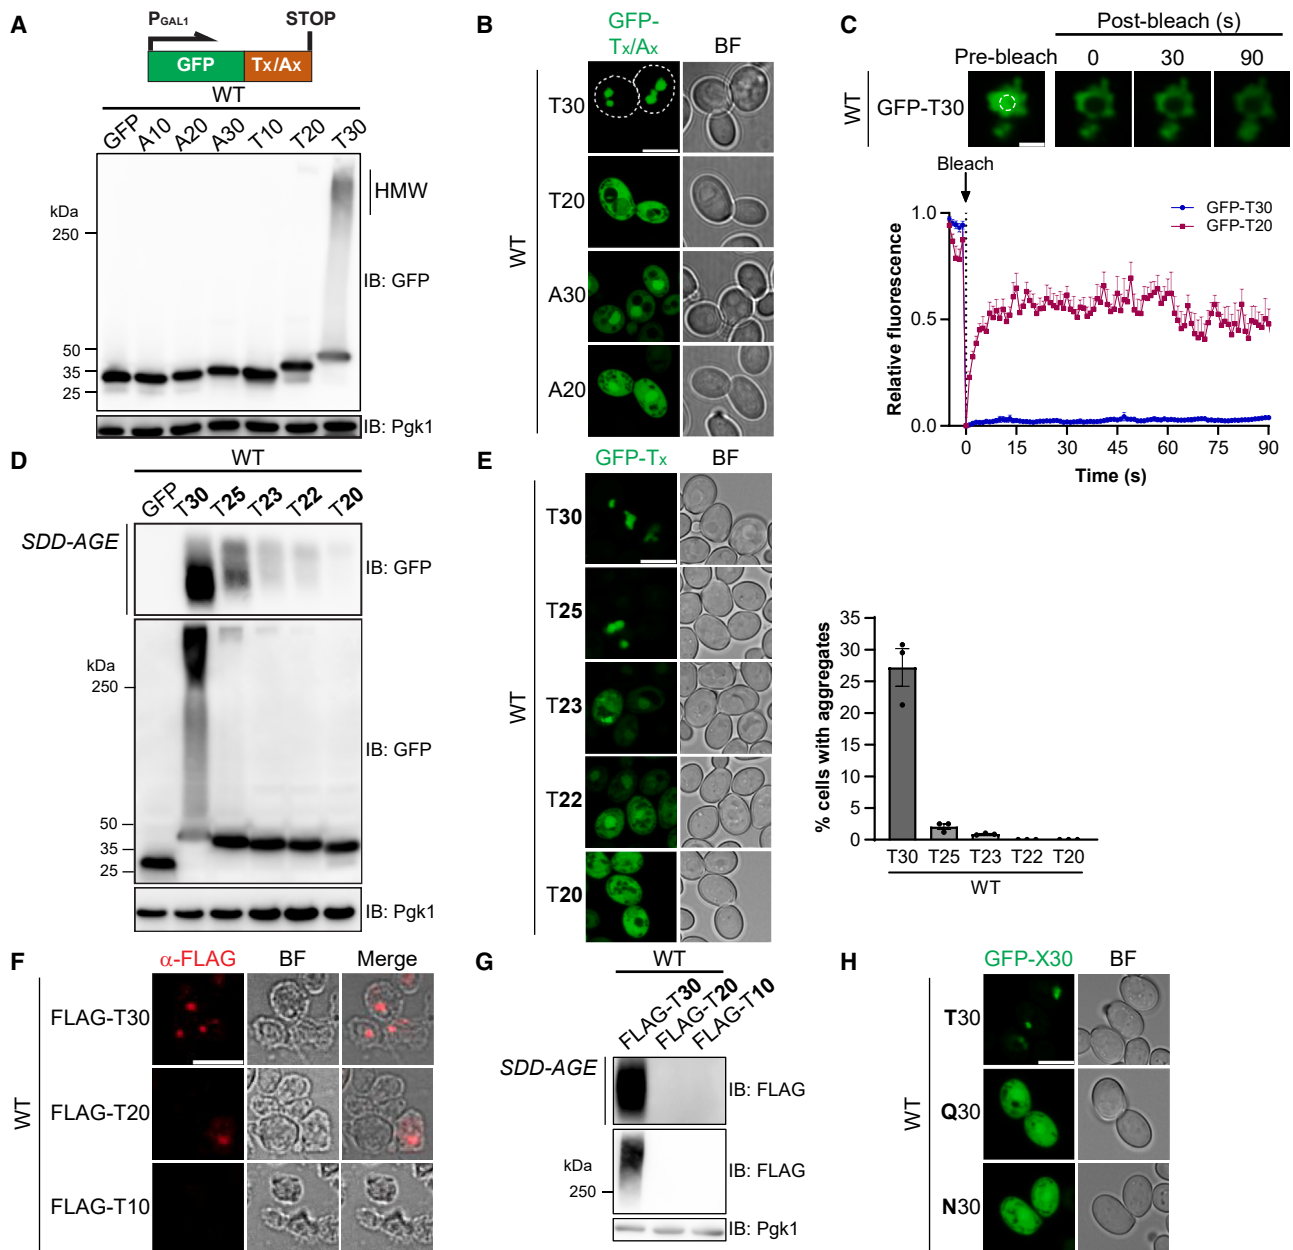 A
PGAL1
STOP
GFP
Tx/Ax
WT
GFP A10 A20 A30 T10 T20 T30
HMW
kDa
250
IB: GFP
50
35
25
IB: Pgk1
B
GFP-
Tx/Ax
BF
WT
T30
T20
A30
A20
C
Post-bleach (s)
Pre-bleach 0 30 90
WT
GFP-T30
Bleach
GFP-T30
GFP-T20
1.0
0.5
0.0
Relative fluorescence
0 15 30 45 60 75 90
Time (s)
D
WT
GFP T30 T25 T23 T22 T20
SDD-AGE
IB: GFP
kDa
250
IB: GFP
50
35
25
IB: Pgk1
E
GFP-Tx
BF
WT
T30
T25
T23
T22
T20
% cells with aggregates
35
30
25
20
15
10
5
0
T30 T25 T23 T22 T20
WT
F
α-FLAG BF Merge
WT
FLAG-T30
FLAG-T20
FLAG-T10
G
WT
FLAG-T30 FLAG-T20 FLAG-T10
SDD-AGE
IB: FLAG
kDa
250
IB: FLAG
IB: Pgk1
H
GFP-X30
BF
WT
T30
Q30
N30